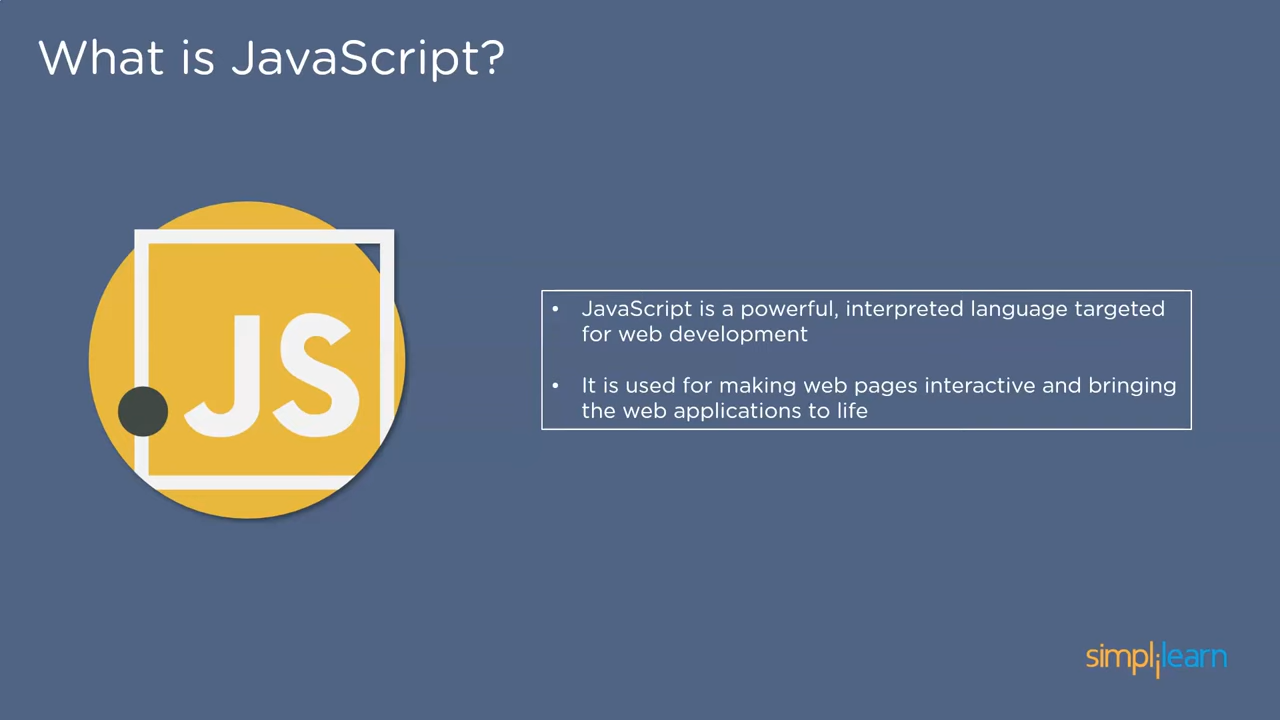 What is JavaScript?
.JS
• JavaScript is a powerful, interpreted language targeted
for web development
• It is used for making web pages interactive and bringing
the web applications to life
simplilearn